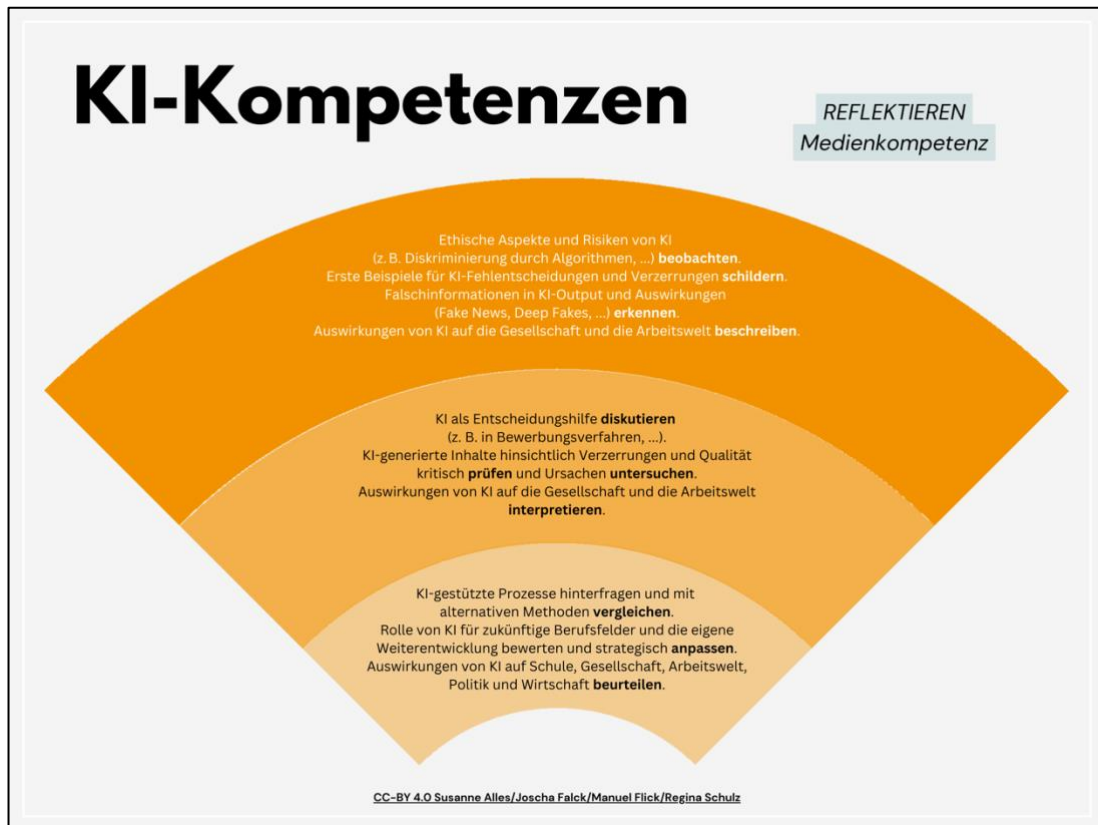 KI-Kompetenzen
REFLEKTIEREN
Medienkompetenz
Ethische Aspekte und Risiken von KI
(z. B. Diskriminierung durch Algorithmen, ...) beobachten.
Erste Beispiele für KI-Fehlentscheidungen und Verzerrungen schildern.
Falschinformationen in KI-Output und Auswirkungen
(Fake News, Deep Fakes, ...) erkennen.
Auswirkungen von KI auf die Gesellschaft und die Arbeitswelt beschreiben.
KI als Entscheidungshilfe diskutieren
(z. B. in Bewerbungsverfahren, ...).
KI-generierte Inhalte hinsichtlich Verzerrungen und Qualität
kritisch prüfen und Ursachen untersuchen.
Auswirkungen von KI auf die Gesellschaft und die Arbeitswelt
interpretieren.
KI-gestützte Prozesse hinterfragen und mit
alternativen Methoden vergleichen.
Rolle von KI für zukünftige Berufsfelder und die eigene
Weiterentwicklung bewerten und strategisch anpassen.
Auswirkungen von KI auf Schule, Gesellschaft, Arbeitswelt,
Politik und Wirtschaft beurteilen.
CC-BY 4.0 Susanne Alles/Joscha Falck/Manuel Flick/Regina Schulz